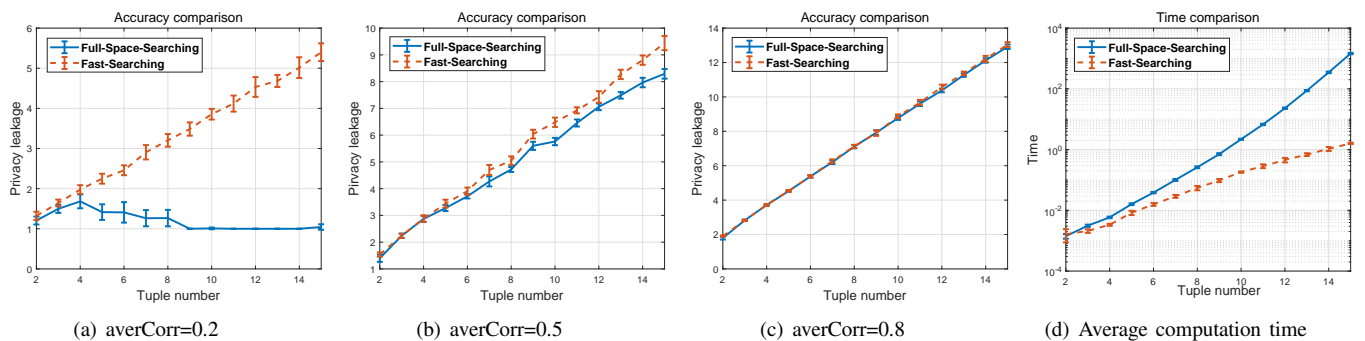 Accuracy comparison
Full-Space-Searching
Fast-Searching
Privacy leakage
6
5
4
3
2
1
0
2 4 6 8 10 12 14
Tuple number
(a) averCorr=0.2
Accuracy comparison
Full-Space-Searching
Fast-Searching
Privacy leakage
10
9
8
7
6
5
4
3
2
1
2 4 6 8 10 12 14
Tuple number
(b) averCorr=0.5
Accuracy comparison
Full-Space-Searching
Fast-Searching
Privacy leakage
14
12
10
8
6
4
2
0
2 4 6 8 10 12 14
Tuple number
(c) averCorr=0.8
Time comparison
Full-Space-Searching
Fast-Searching
Time
10^4
10^2
10^0
10^-2
10^-4
2 4 6 8 10 12 14
Tuple number
(d) Average computation time